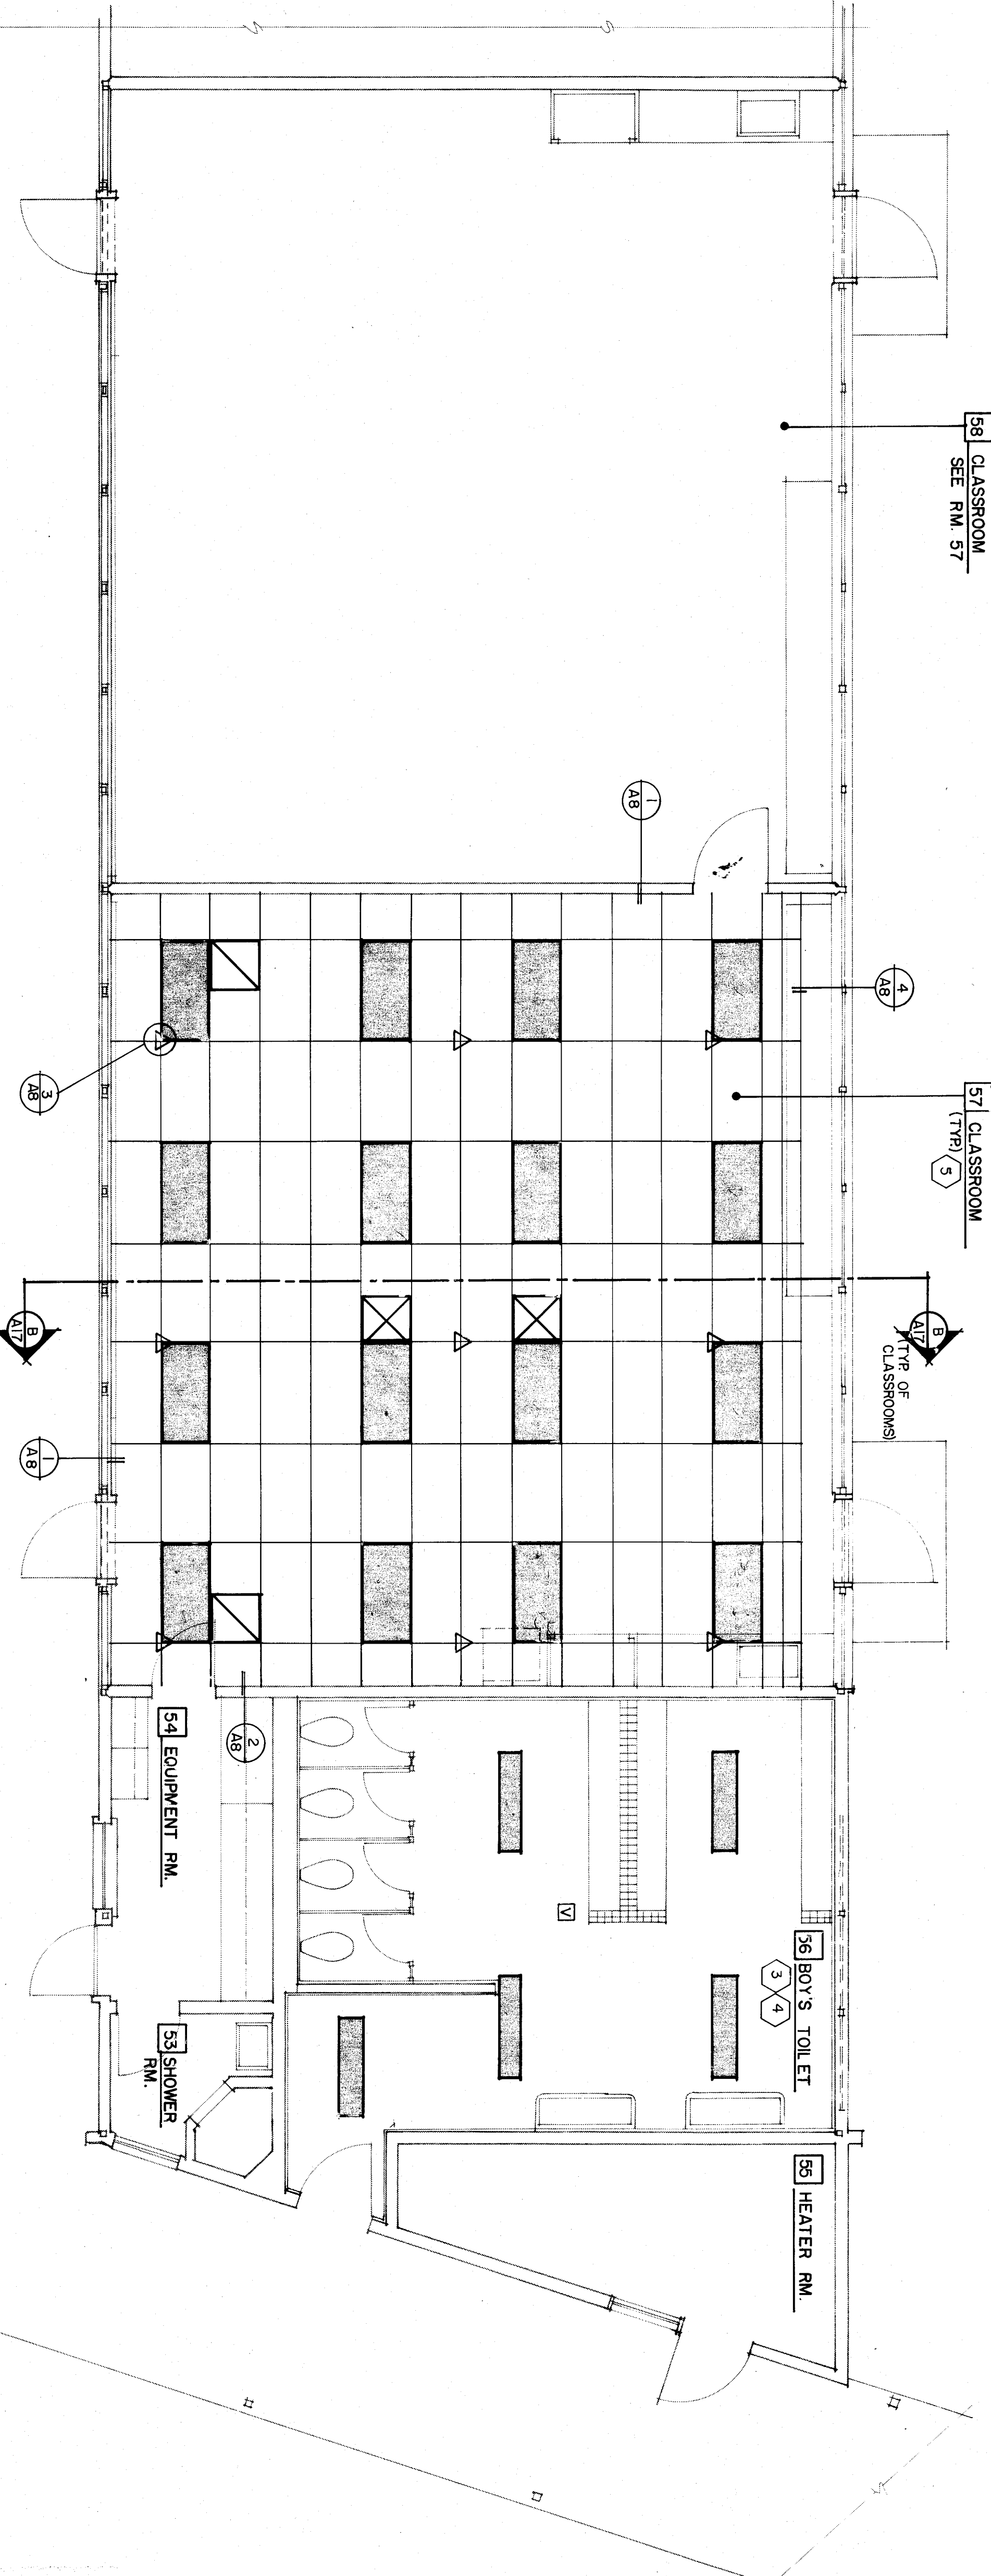 58 CLASSROOM
SEE RM. 57
1
A8
4
A8
3
A8
57 CLASSROOM
(TYP.) 5
B
A17
B
A17
(TYP. OF
CLASSROOMS)
1
A8
2
A8
54 EQUIPMENT RM.
V
56 BOY'S TOILET
3 4
53 SHOWER
RM.
55 HEATER RM.